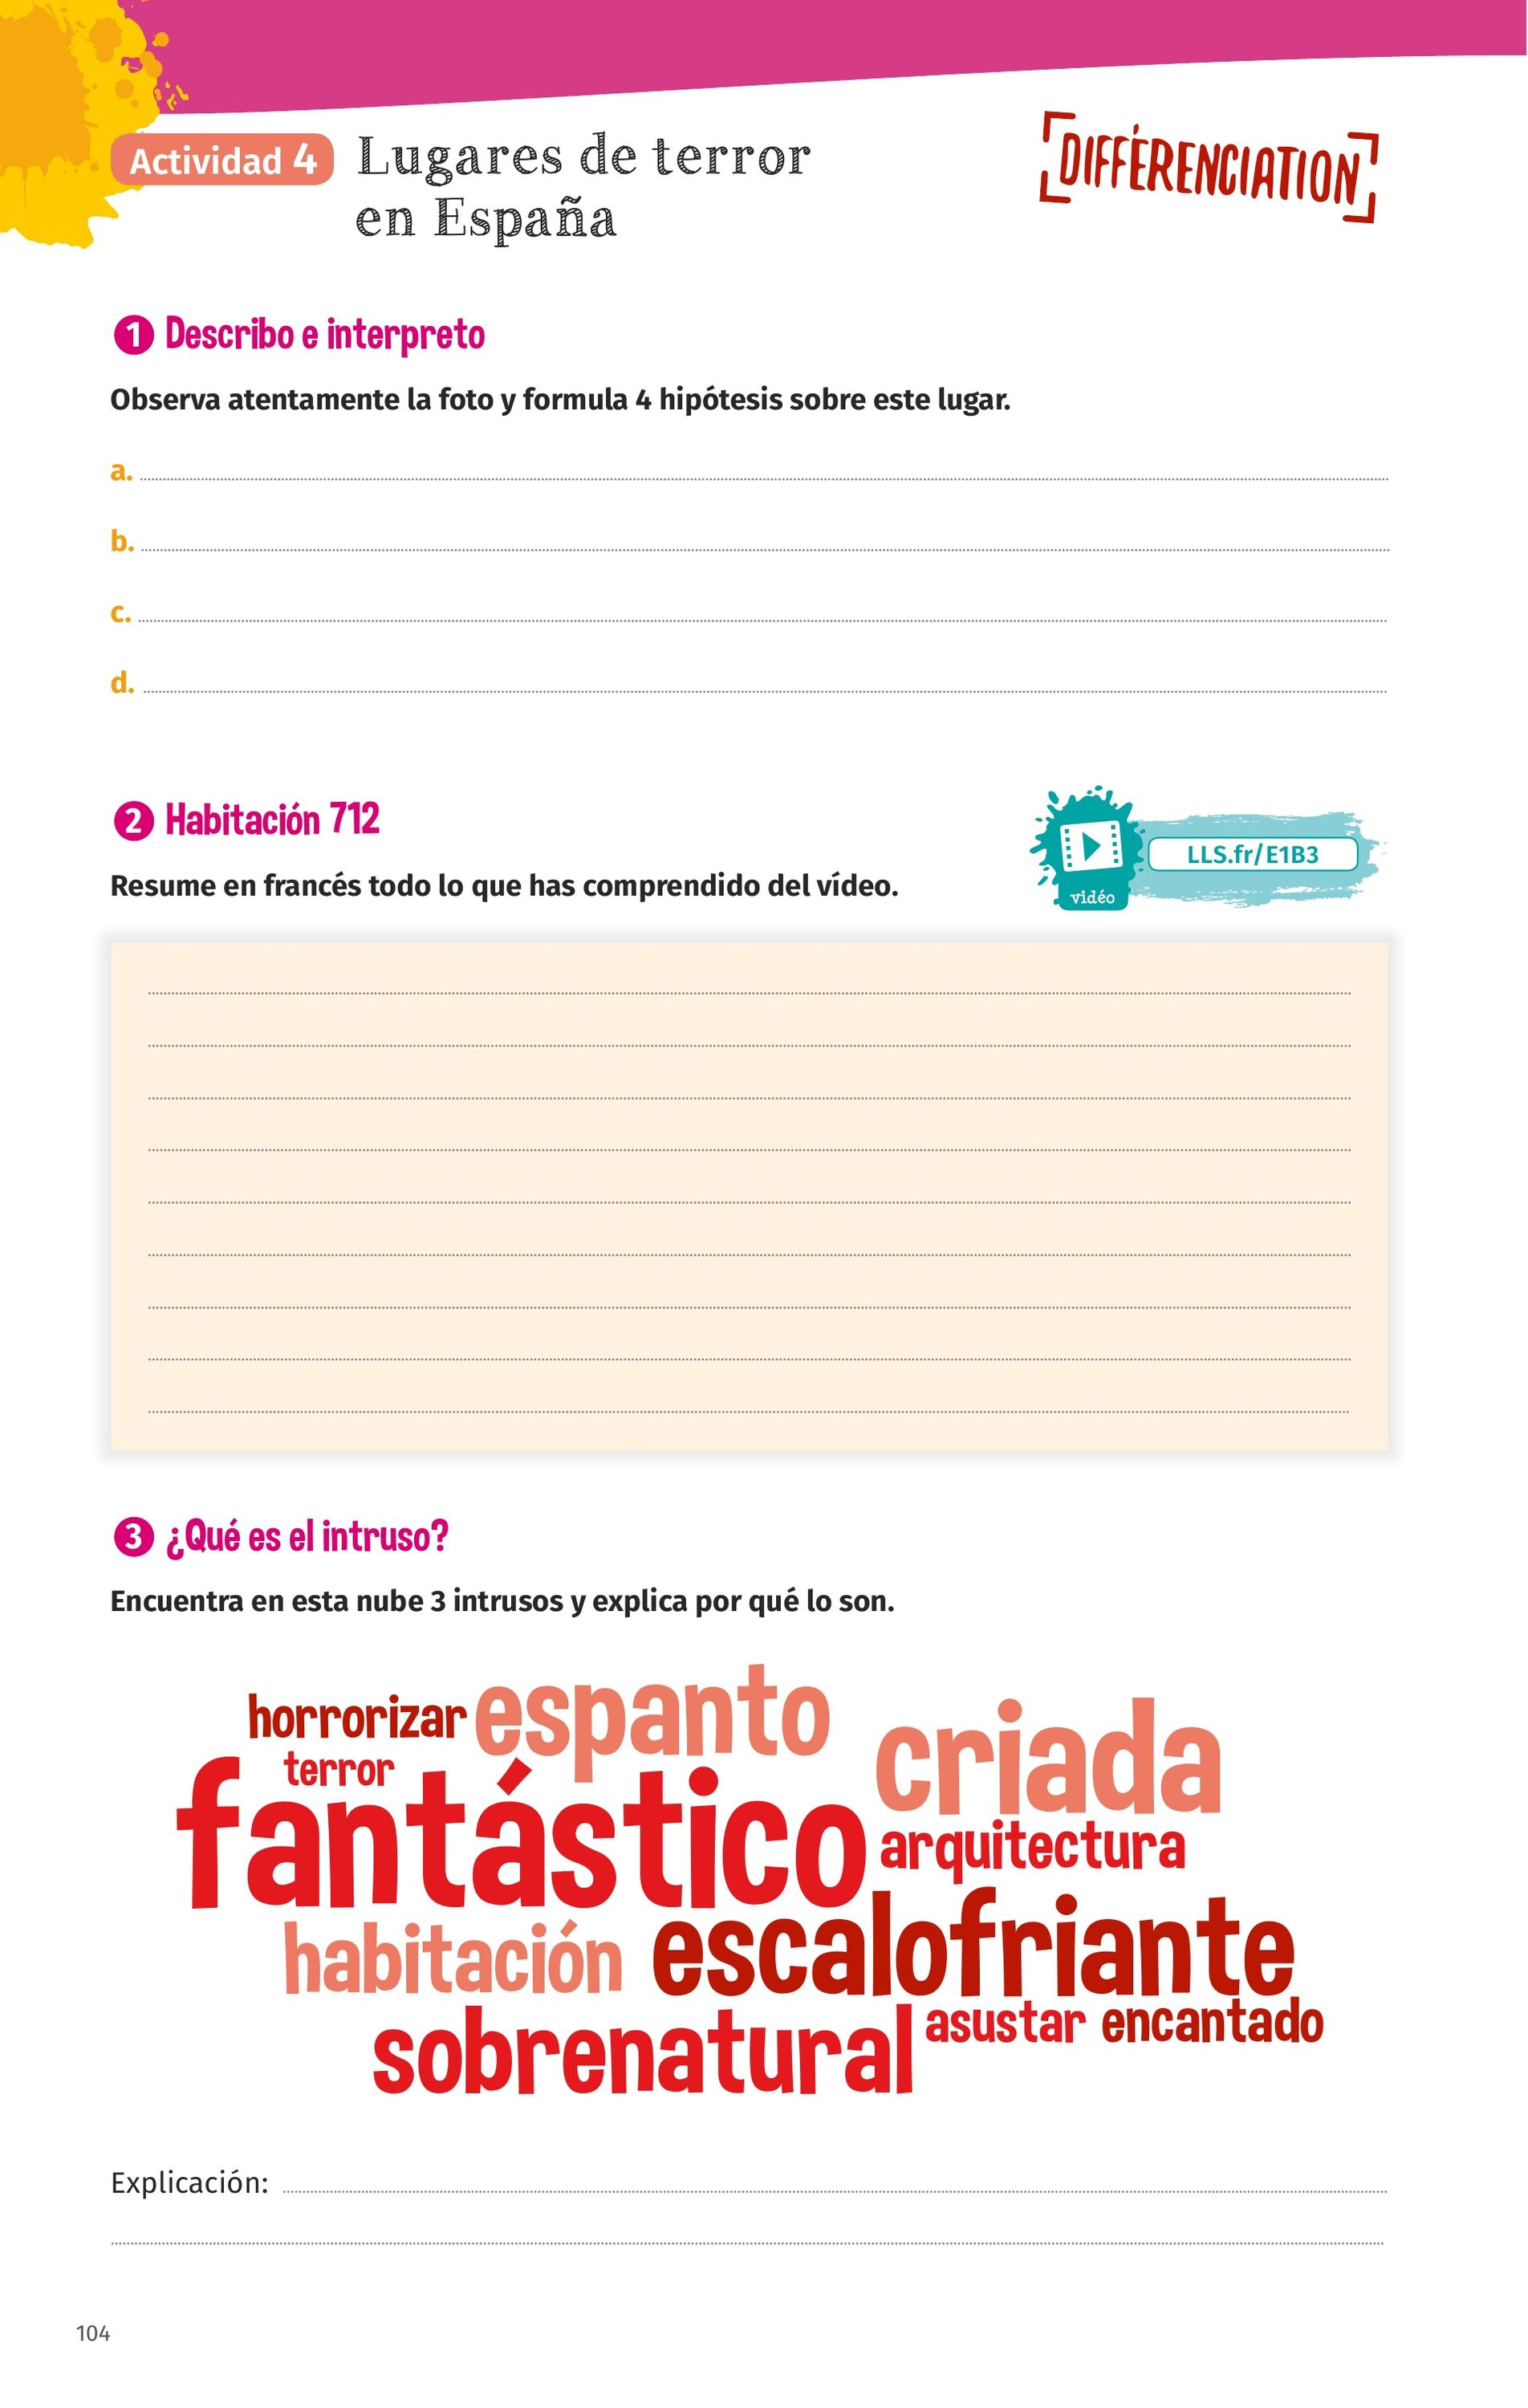 Actividad 4
Lugares de terror
en España
DIFFÉRENCIATION
1 Describo e interpreto
Observa atentamente la foto y formula 4 hipótesis sobre este lugar.
a.
b.
c.
d.
2 Habitación 712
Resume en francés todo lo que has comprendido del vídeo.
vidéo
LLS.fr/E1B3
3 ¿Qué es el intruso?
Encuentra en esta nube 3 intrusos y explica por qué lo son.
horrorizar espanto criada
terror
fantástico arquitectura
habitación escalofriante
sobrenatural asustar encantado
Explicación:
104